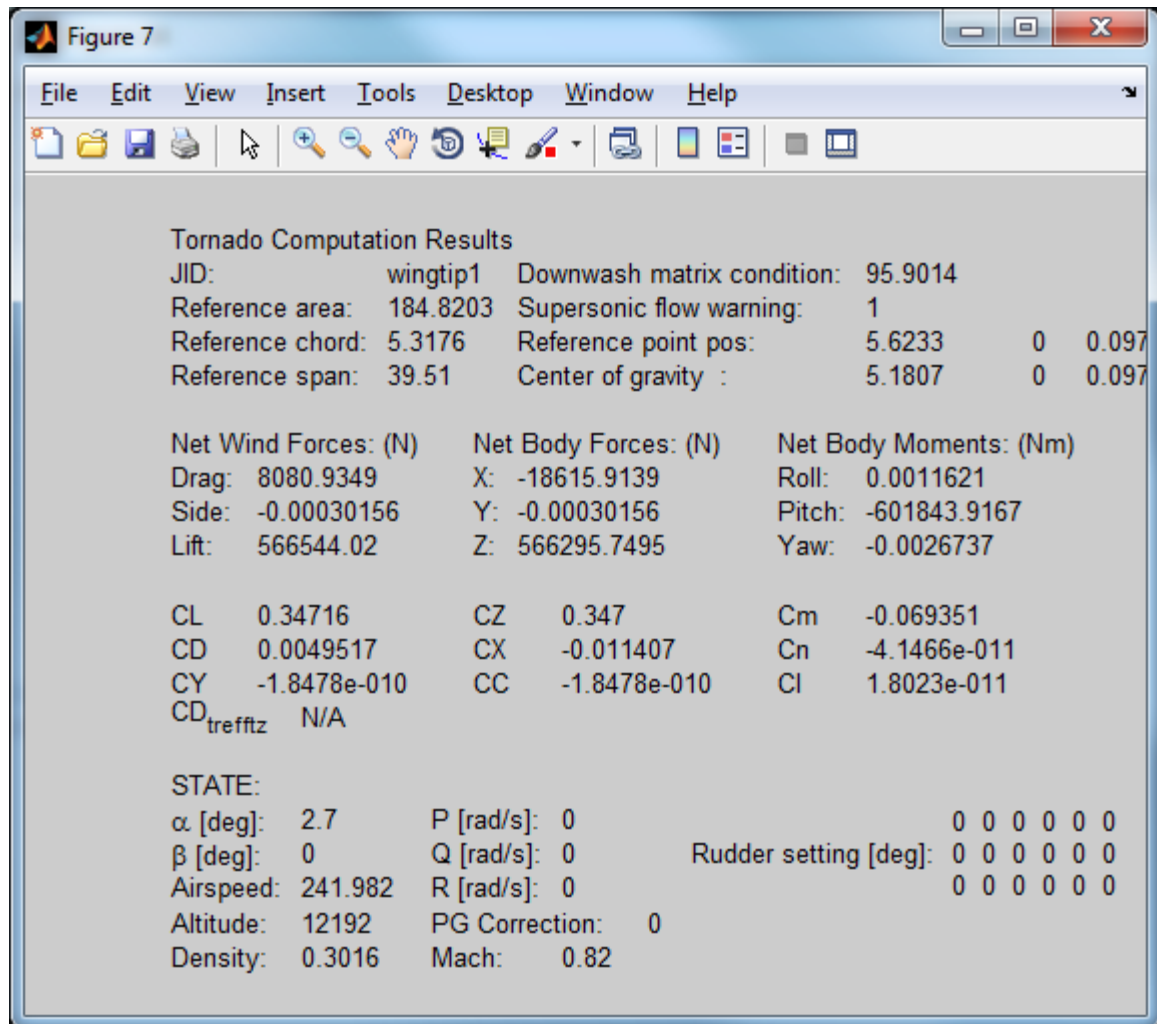 Figure 7
File Edit View Insert Tools Desktop Window Help
Tornado Computation Results
JID: wingtip1 Downwash matrix condition: 95.9014
Reference area: 184.8203 Supersonic flow warning: 1
Reference chord: 5.3176 Reference point pos: 5.6233 0 0.097
Reference span: 39.51 Center of gravity : 5.1807 0 0.097
Net Wind Forces: (N) Net Body Forces: (N) Net Body Moments: (Nm)
Drag: 8080.9349 X: -18615.9139 Roll: 0.0011621
Side: -0.00030156 Y: -0.00030156 Pitch: -601843.9167
Lift: 566544.02 Z: 566295.7495 Yaw: -0.0026737
CL 0.34716 CZ 0.347 Cm -0.069351
CD 0.0049517 CX -0.011407 Cn -4.1466e-011
CY -1.8478e-010 CC -1.8478e-010 Cl 1.8023e-011
CD trefftz N/A
STATE:
α [deg]: 2.7 P [rad/s]: 0 0 0 0 0 0 0
β [deg]: 0 Q [rad/s]: 0 Rudder setting [deg]: 0 0 0 0 0 0
Airspeed: 241.982 R [rad/s]: 0 0 0 0 0 0 0
Altitude: 12192 PG Correction: 0
Density: 0.3016 Mach: 0.82